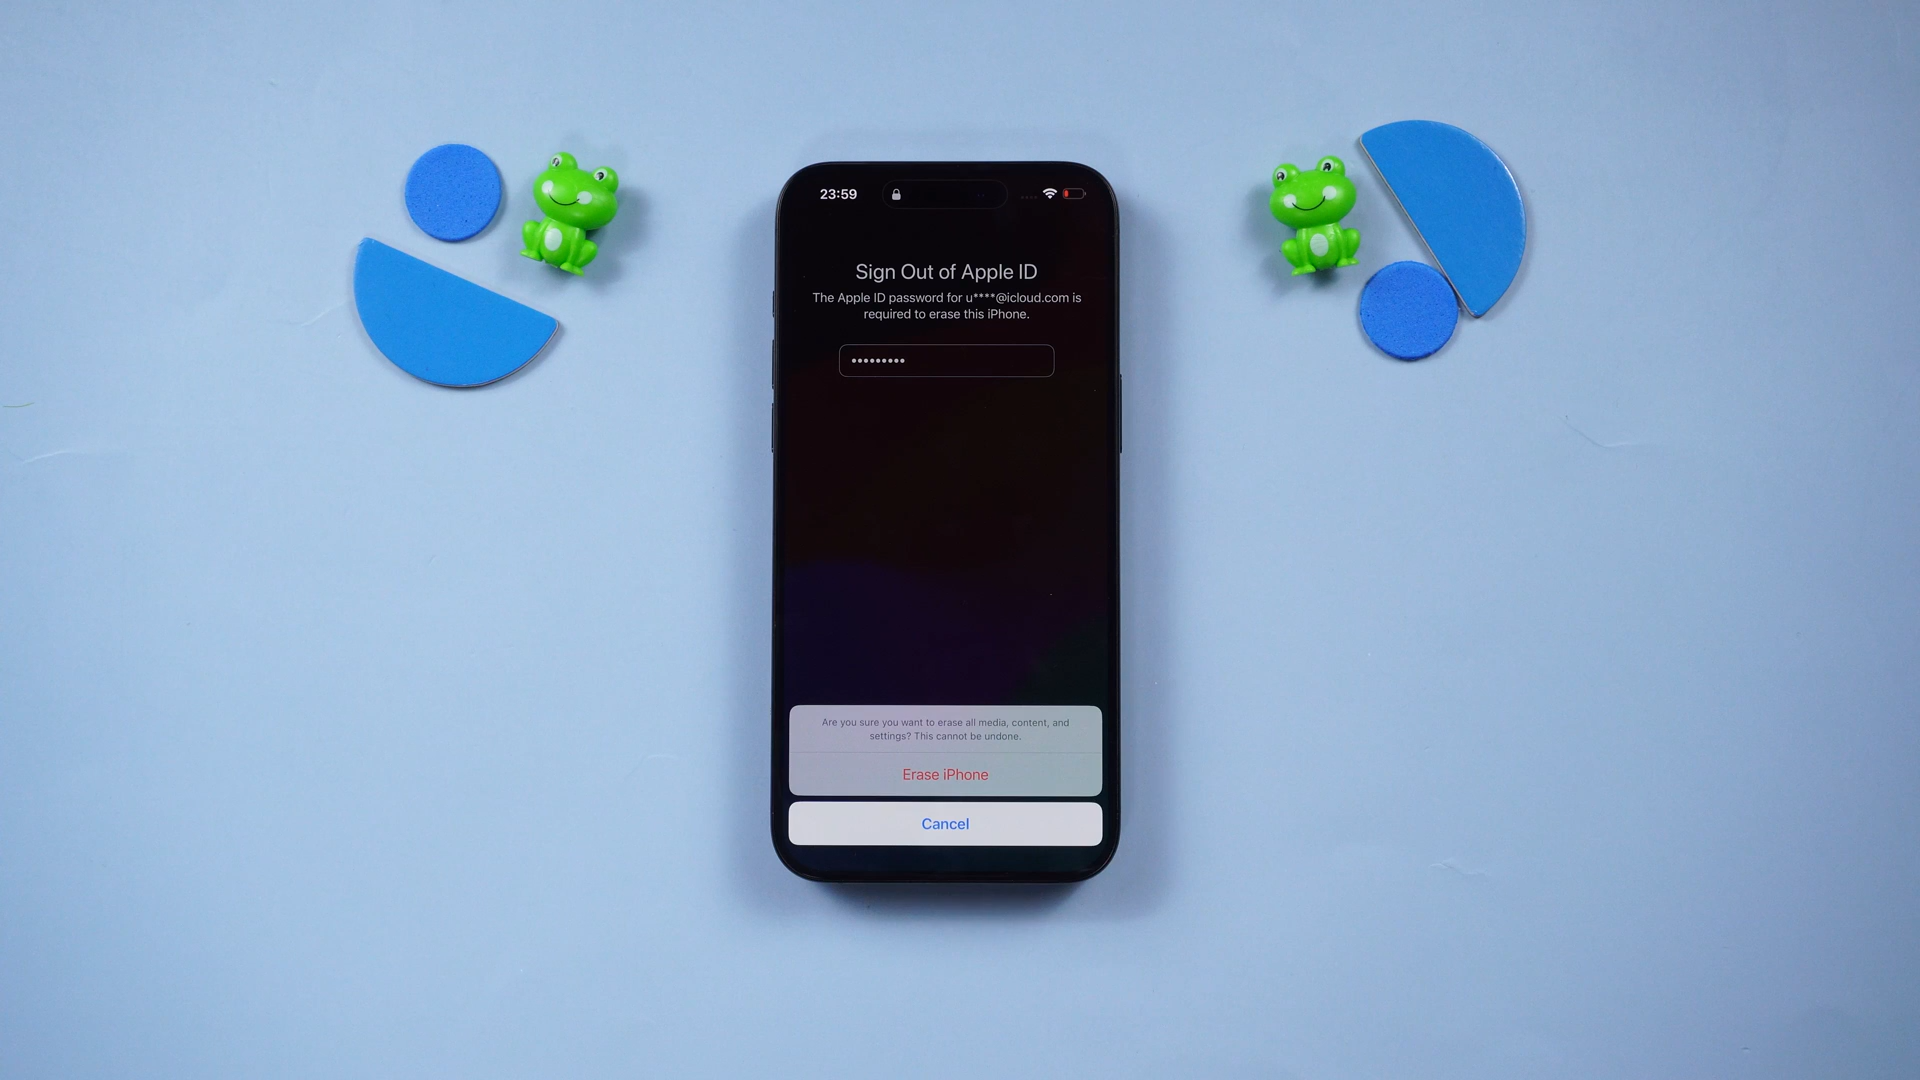 23:59
Sign Out of Apple ID
The Apple ID password for u****@icloud.com is
required to erase this iPhone.
•••••••••
Are you sure you want to erase all media, content, and
settings? This cannot be undone.
Erase iPhone
Cancel